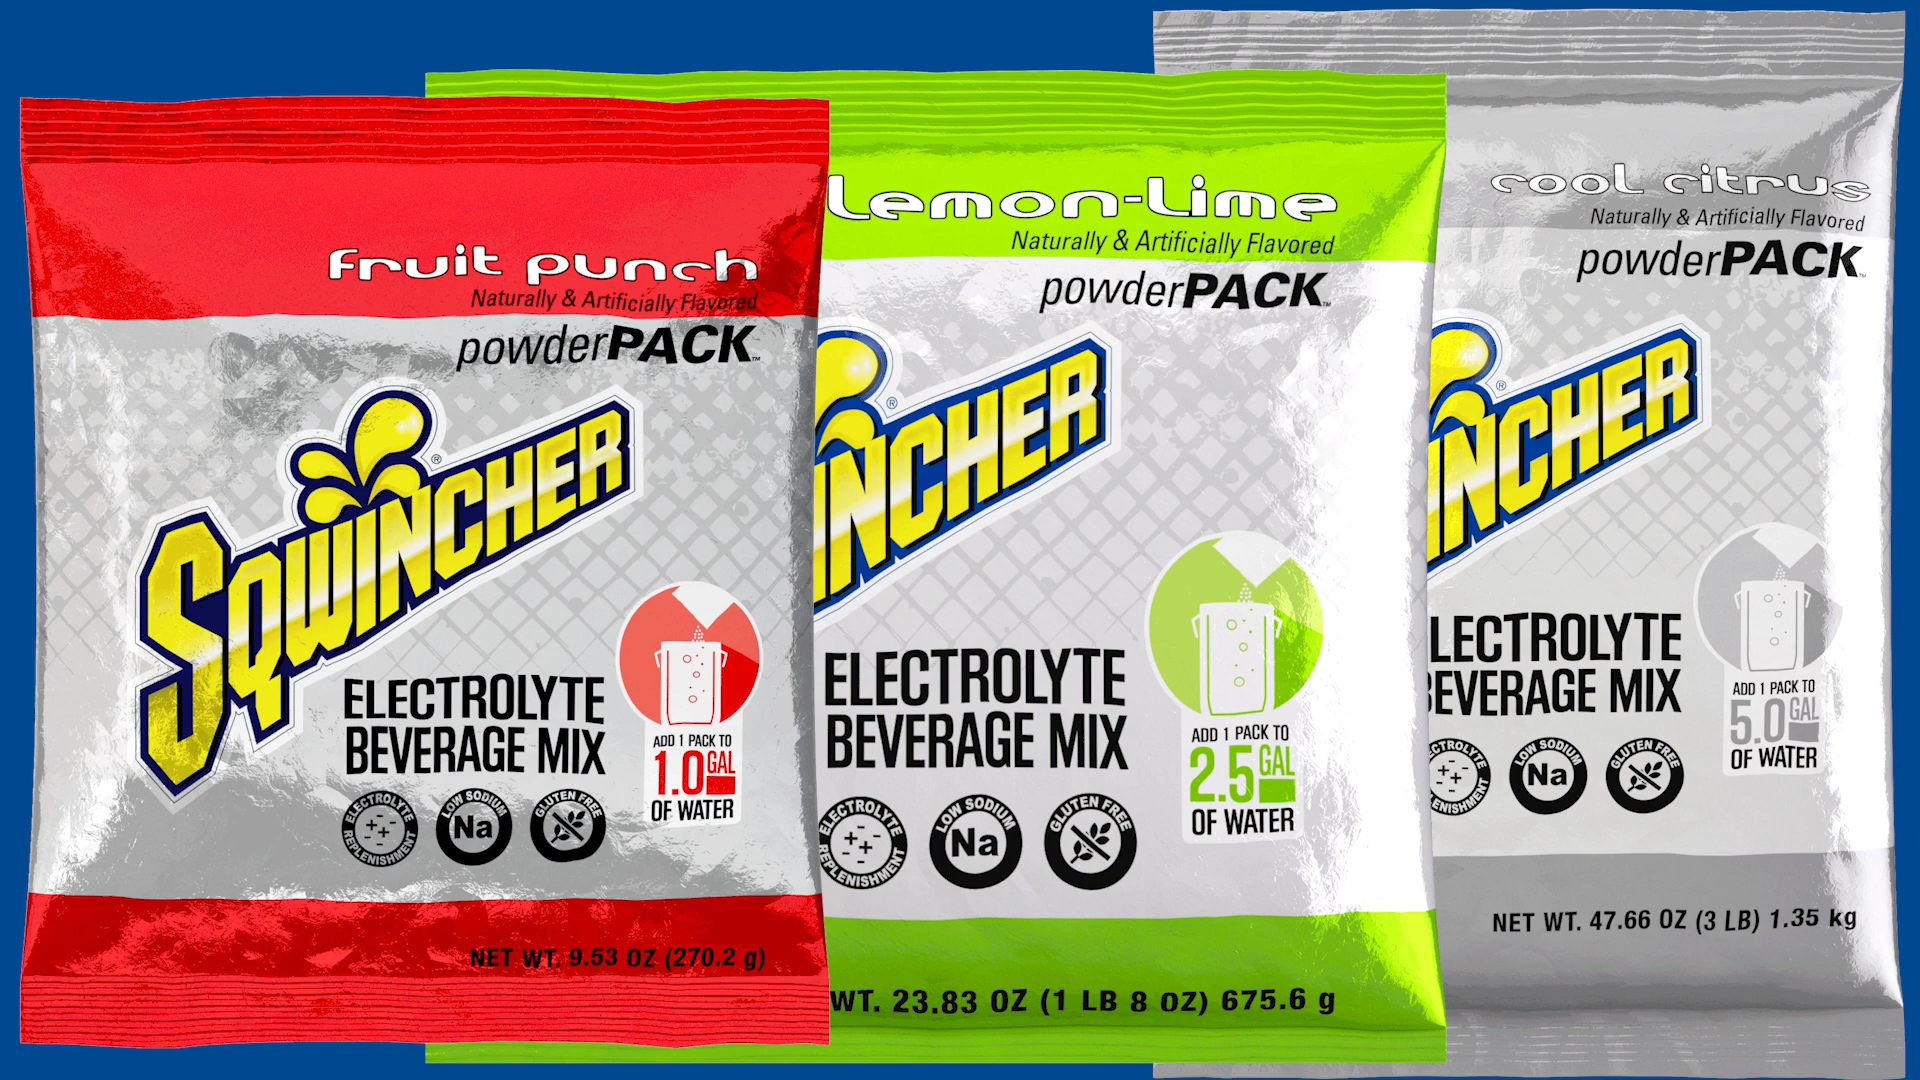 Fruit punch
Naturally & Artificially Flavored
powderPACK™
SQWINCHER®
ELECTROLYTE
BEVERAGE MIX
ADD 1 PACK TO
1.0 GAL
OF WATER
ELECTROLYTE REPLENISHMENT
LOW SODIUM Na
GLUTEN FREE
NET WT. 9.53 OZ (270.2 g)
Lemon-Lime
Naturally & Artificially Flavored
powderPACK™
INCHER®
ELECTROLYTE
BEVERAGE MIX
ADD 1 PACK TO
2.5 GAL
OF WATER
ELECTROLYTE REPLENISHMENT
LOW SODIUM Na
GLUTEN FREE
WT. 23.83 OZ (1 LB 8 OZ) 675.6 g
cool citrus
Naturally & Artificially Flavored
powderPACK™
INCHER®
LECTROLYTE
BEVERAGE MIX
ADD 1 PACK TO
5.0 GAL
OF WATER
CTROLYTE LENISHMENT
LOW SODIUM Na
GLUTEN FREE
NET WT. 47.66 OZ (3 LB) 1.35 kg